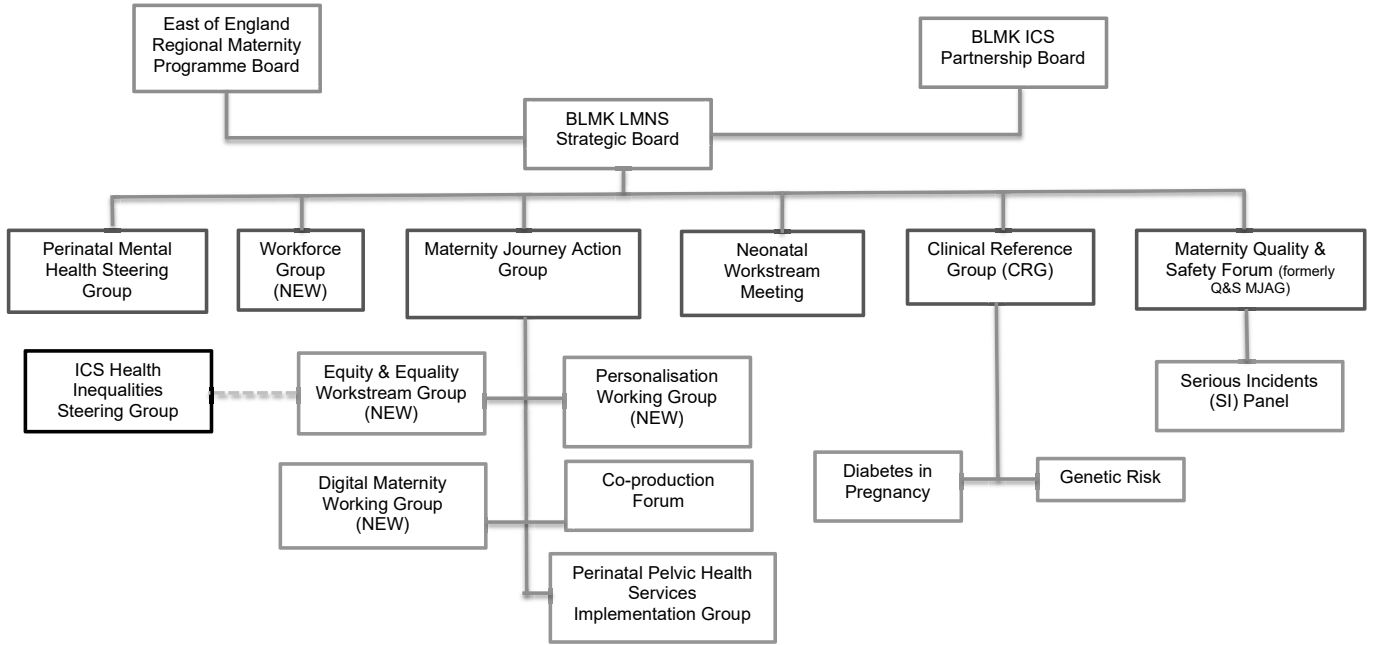 East of England
Regional Maternity
Programme Board
BLMK ICS
Partnership Board
BLMK LMNS
Strategic Board
Perinatal Mental
Health Steering
Group
Workforce
Group
(NEW)
Maternity Journey Action
Group
Neonatal
Workstream
Meeting
Clinical Reference
Group (CRG)
Maternity Quality &
Safety Forum (formerly
Q&S MJAG)
ICS Health
Inequalities
Steering Group
Equity & Equality
Workstream Group
(NEW)
Personalisation
Working Group
(NEW)
Serious Incidents
(SI) Panel
Digital Maternity
Working Group
(NEW)
Co-production
Forum
Diabetes in
Pregnancy
Genetic Risk
Perinatal Pelvic Health
Services
Implementation Group